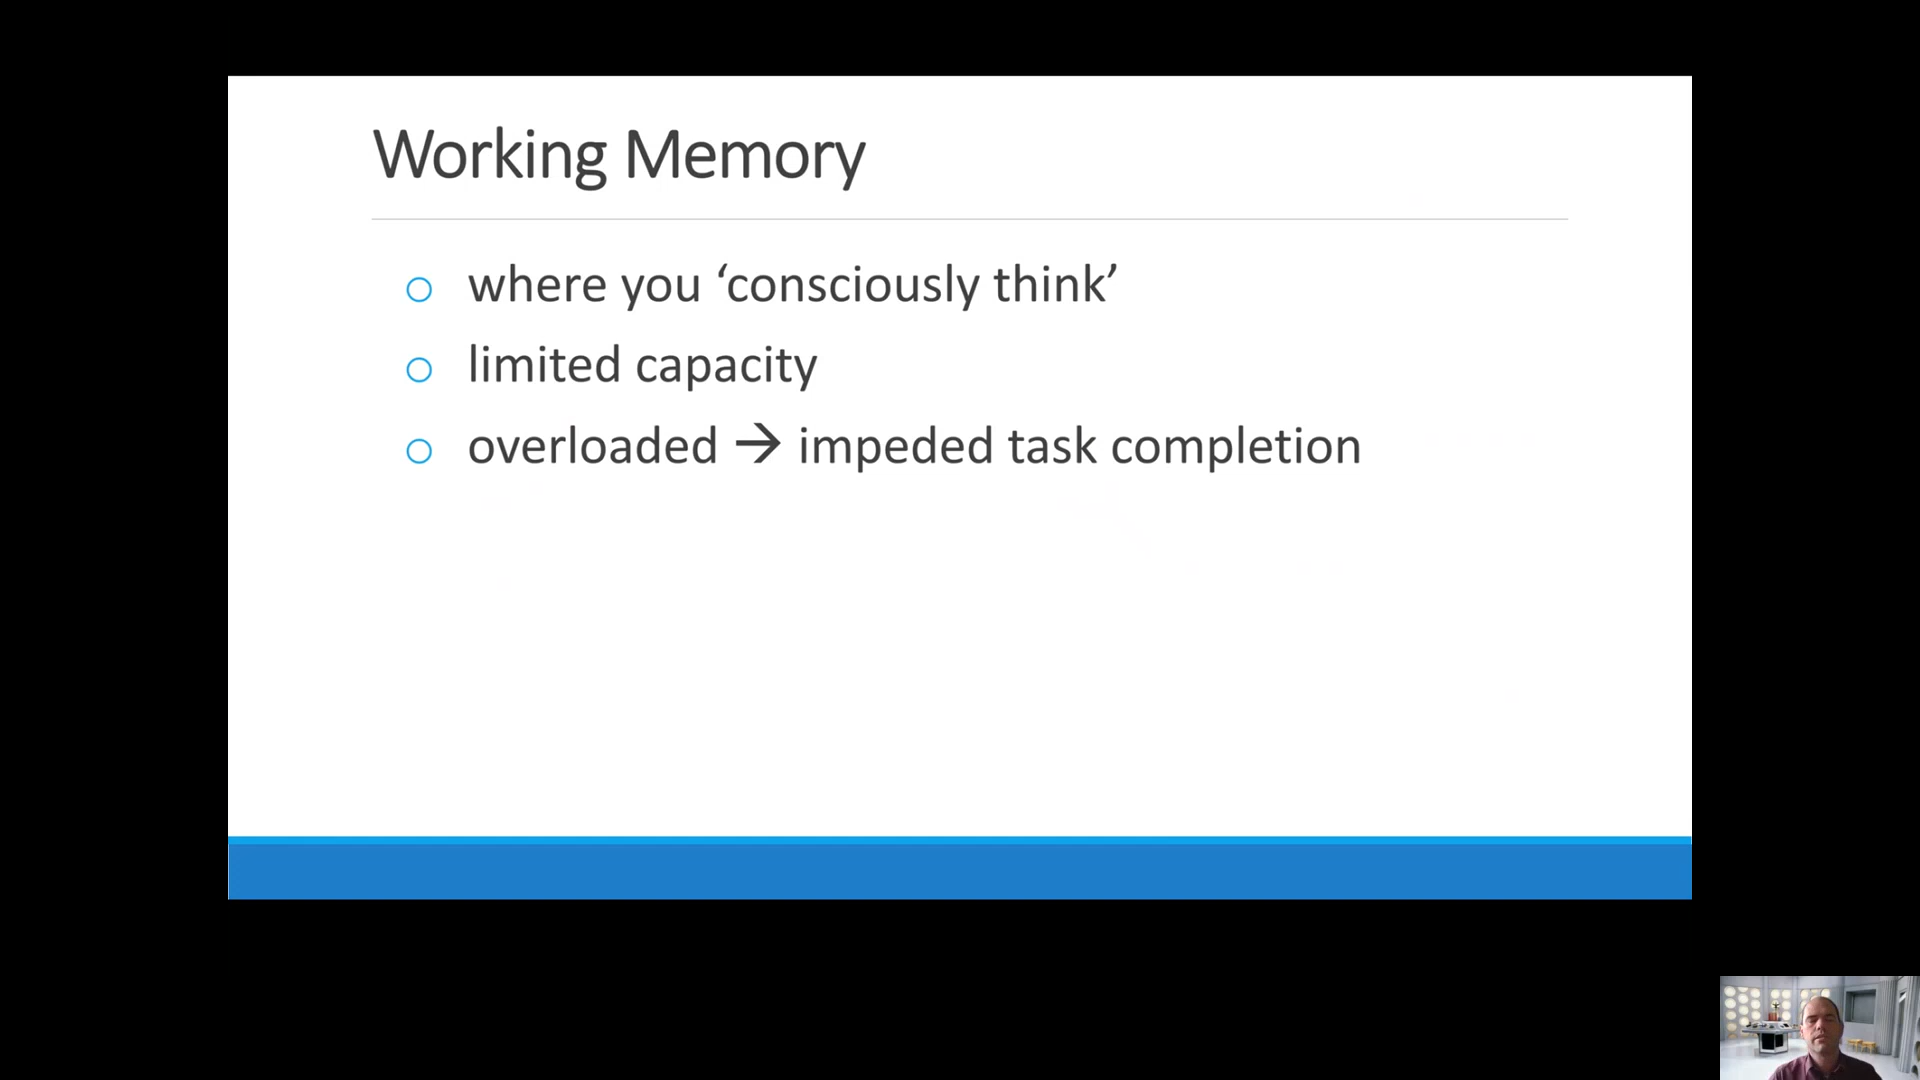 Working Memory
where you ‘consciously think’
limited capacity
overloaded → impeded task completion